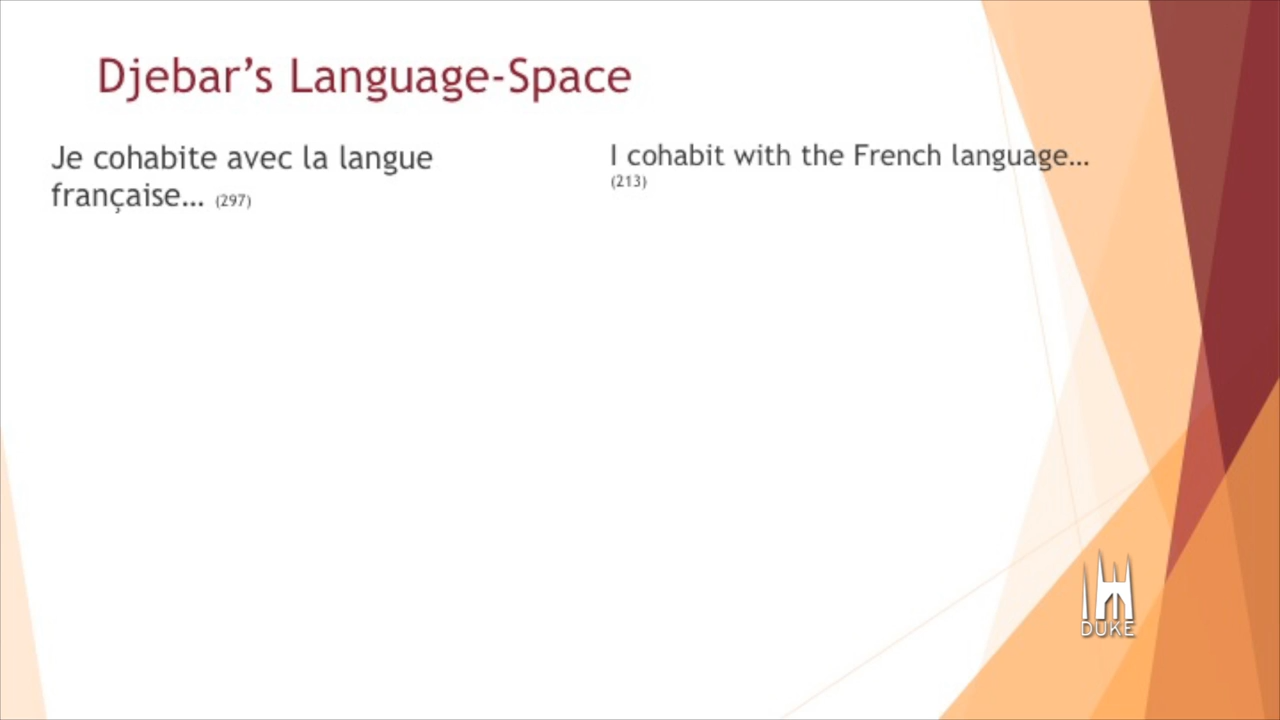 Djebar’s Language-Space
Je cohabite avec la langue
française… (297)
I cohabit with the French language…
(213)
DUKE